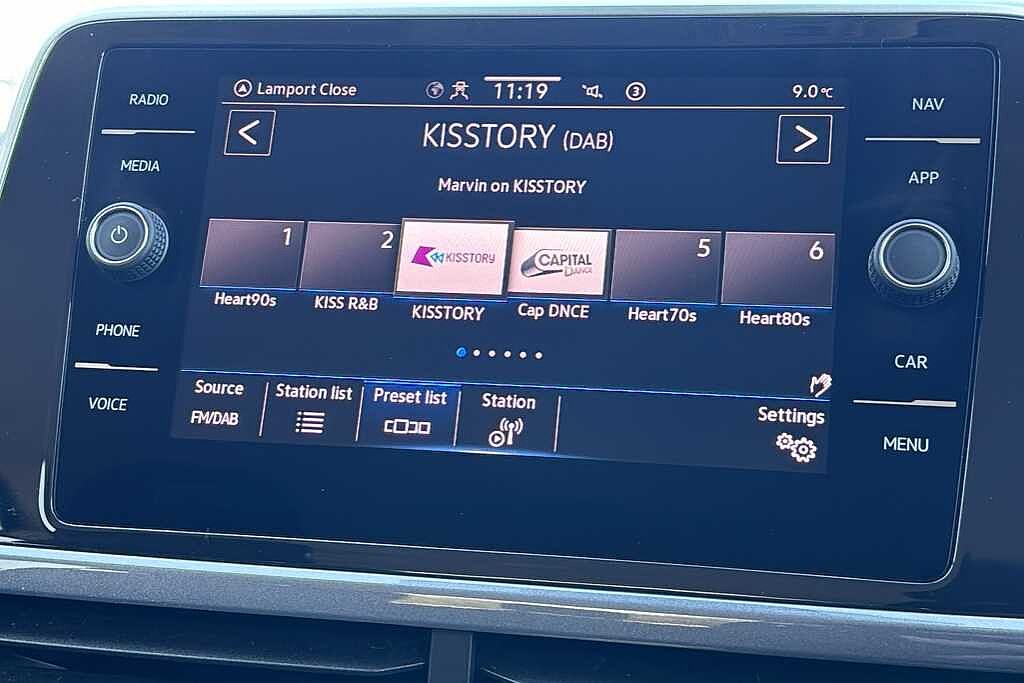 RADIO
MEDIA
PHONE
VOICE
Lamport Close
11:19
3
9.0°C
KISSTORY (DAB)
Marvin on KISSTORY
1
2
KISSTORY
CAPITAL
DANCE
5
6
Heart90s
KISS R&B
KISSTORY
Cap DNCE
Heart70s
Heart80s
Source
FM/DAB
Station list
Preset list
Station
Settings
NAV
APP
CAR
MENU